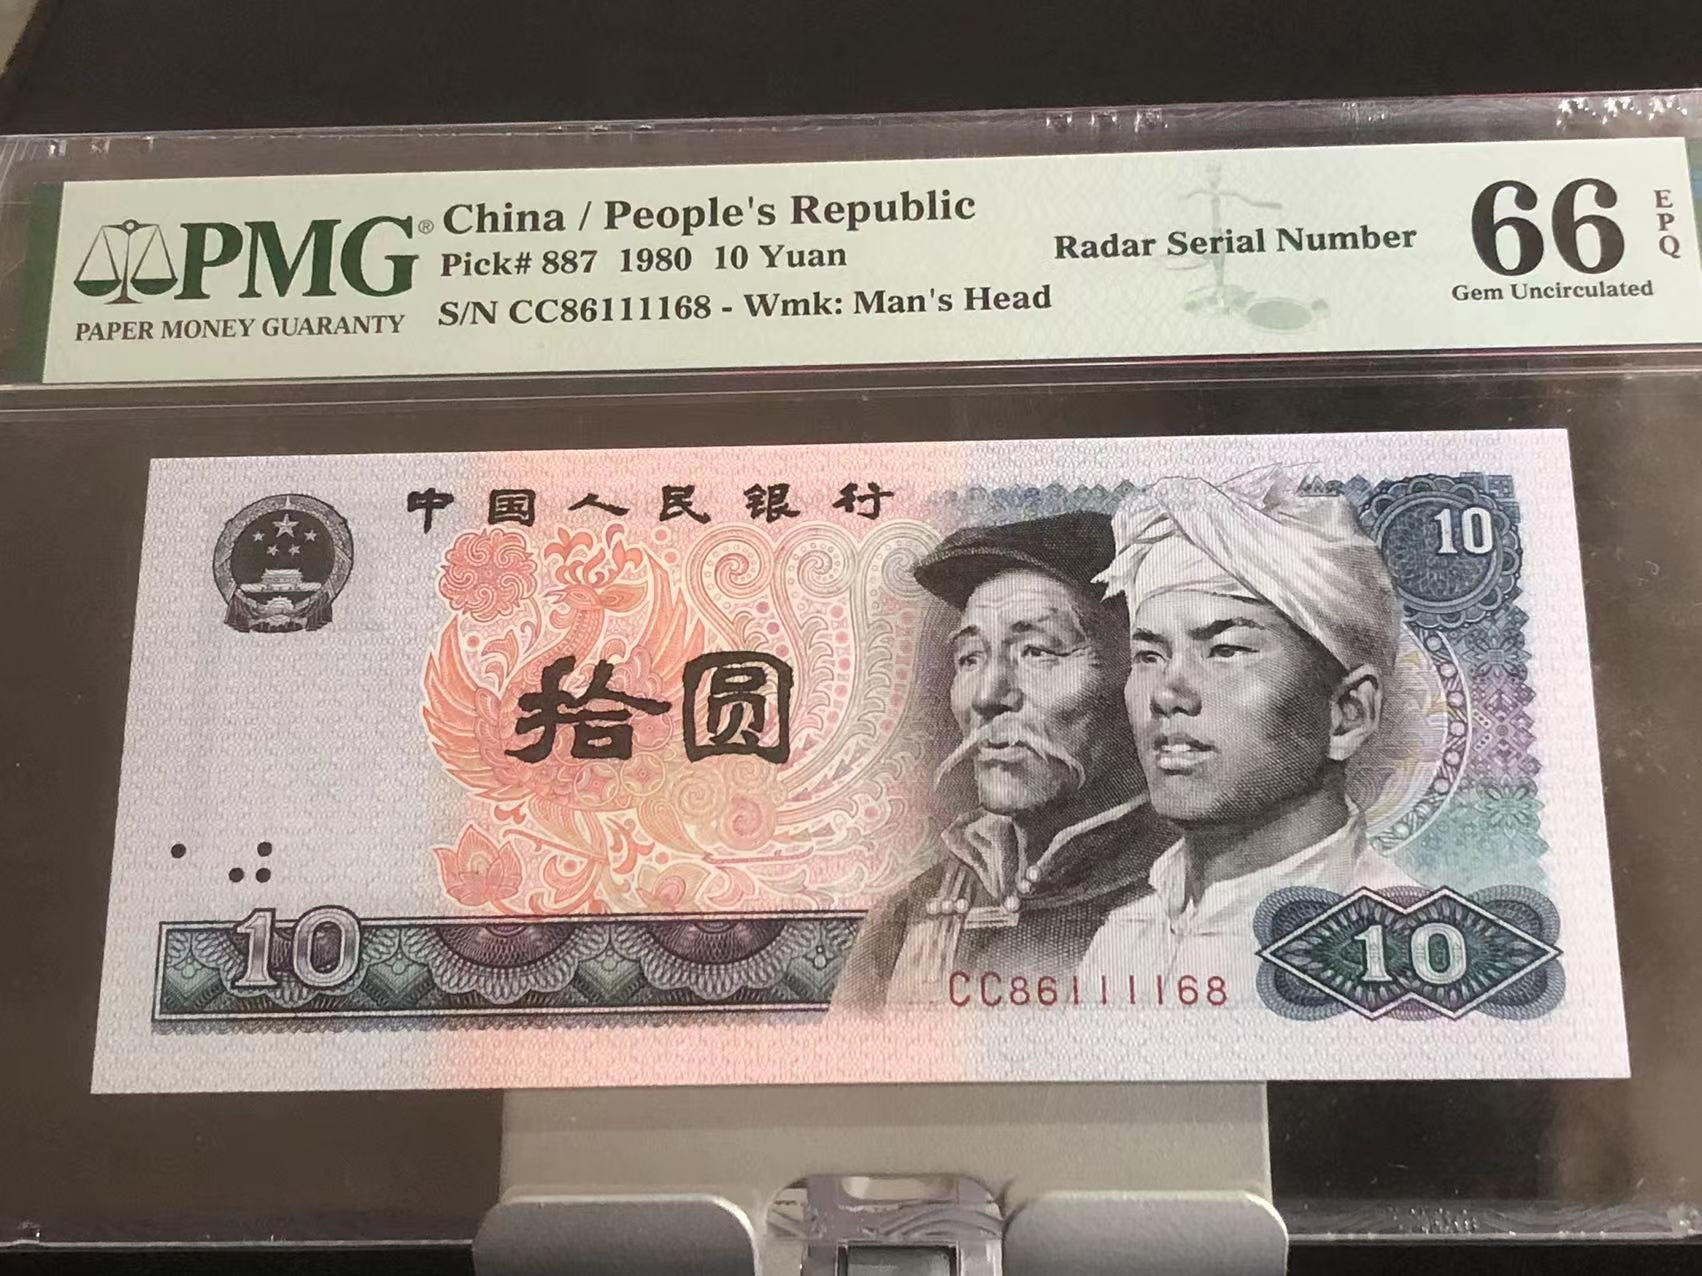 PMG® China / People's Republic
Pick# 887 1980 10 Yuan
Radar Serial Number
66 EPQ
Gem Uncirculated
PAPER MONEY GUARANTY
S/N CC86111168 - Wmk: Man's Head
中国人民银行
10
拾圆
10
CC86111168
10